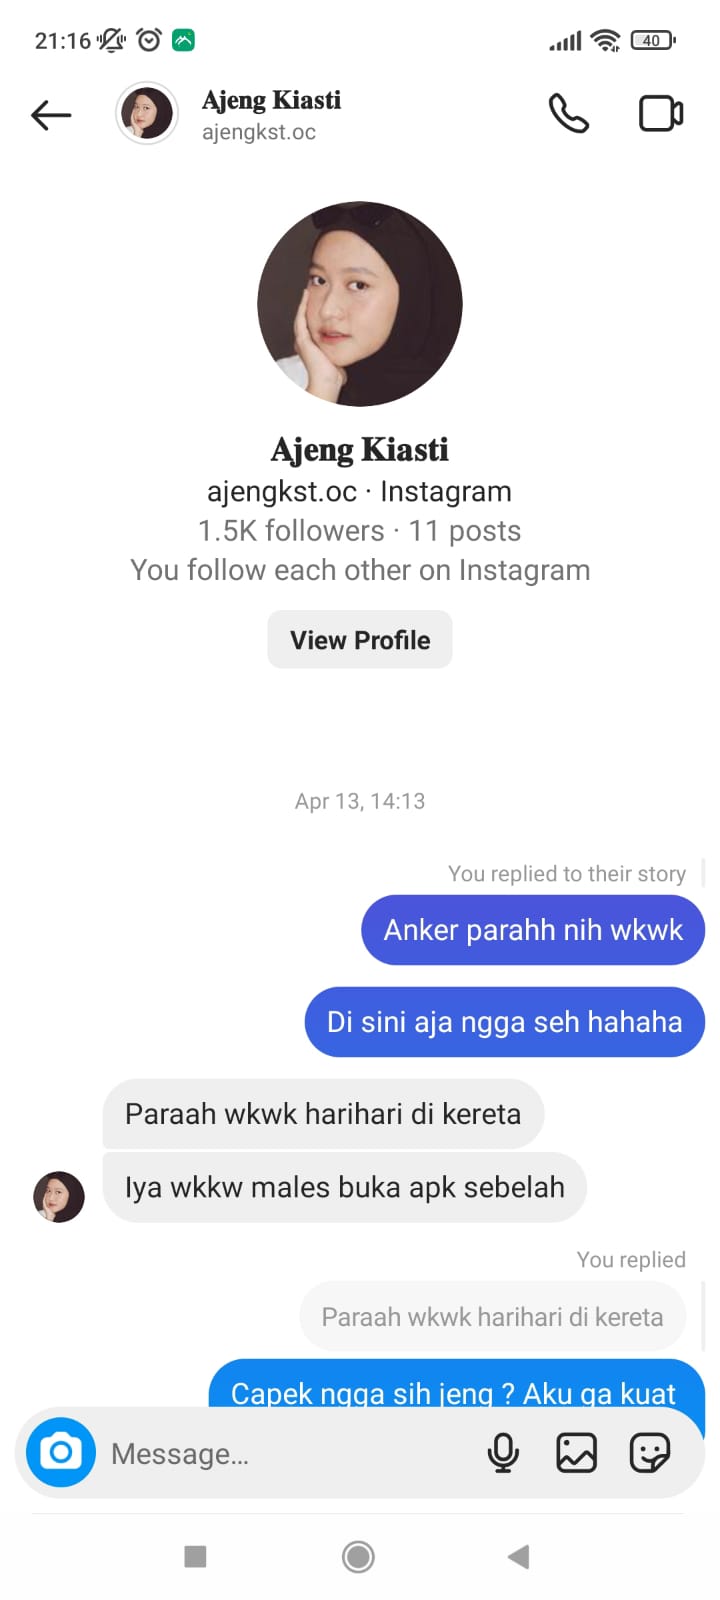 21:16
40
Ajeng Kiasti
ajengkst.oc
Ajeng Kiasti
ajengkst.oc · Instagram
1.5K followers · 11 posts
You follow each other on Instagram
View Profile
Apr 13, 14:13
You replied to their story
Anker parahh nih wkwk
Di sini aja ngga seh hahaha
Paraah wkwk harihari di kereta
Iya wkkw males buka apk sebelah
You replied
Paraah wkwk harihari di kereta
Capek ngga sih jeng ? Aku ga kuat
Message...